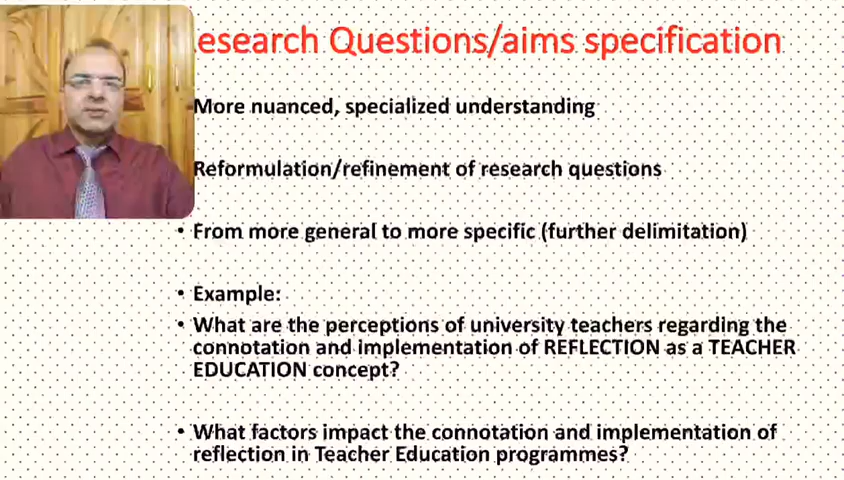 esearch Questions/aims specification
More nuanced, specialized understanding
Reformulation/refinement of research questions
• From more general to more specific (further delimitation)
• Example:
• What are the perceptions of university teachers regarding the
connotation and implementation of REFLECTION as a TEACHER
EDUCATION concept?
• What factors impact the connotation and implementation of
reflection in Teacher Education programmes?